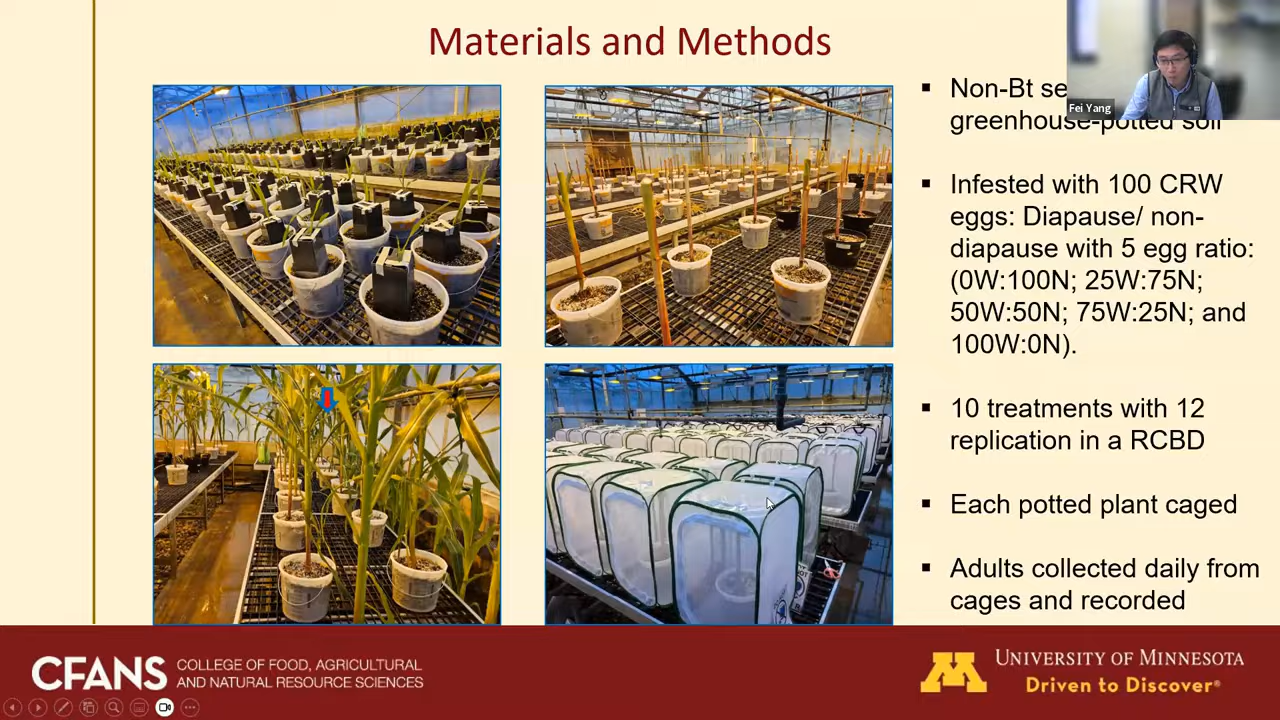 Materials and Methods
Fei Yang
Non-Bt
greenhouse-potted soil
Infested with 100 CRW
eggs: Diapause/ non-
diapause with 5 egg ratio:
(0W:100N; 25W:75N;
50W:50N; 75W:25N; and
100W:0N).
10 treatments with 12
replication in a RCBD
Each potted plant caged
Adults collected daily from
cages and recorded
CFANS
COLLEGE OF FOOD, AGRICULTURAL
AND NATURAL RESOURCE SCIENCES
M
UNIVERSITY OF MINNESOTA
Driven to Discover®